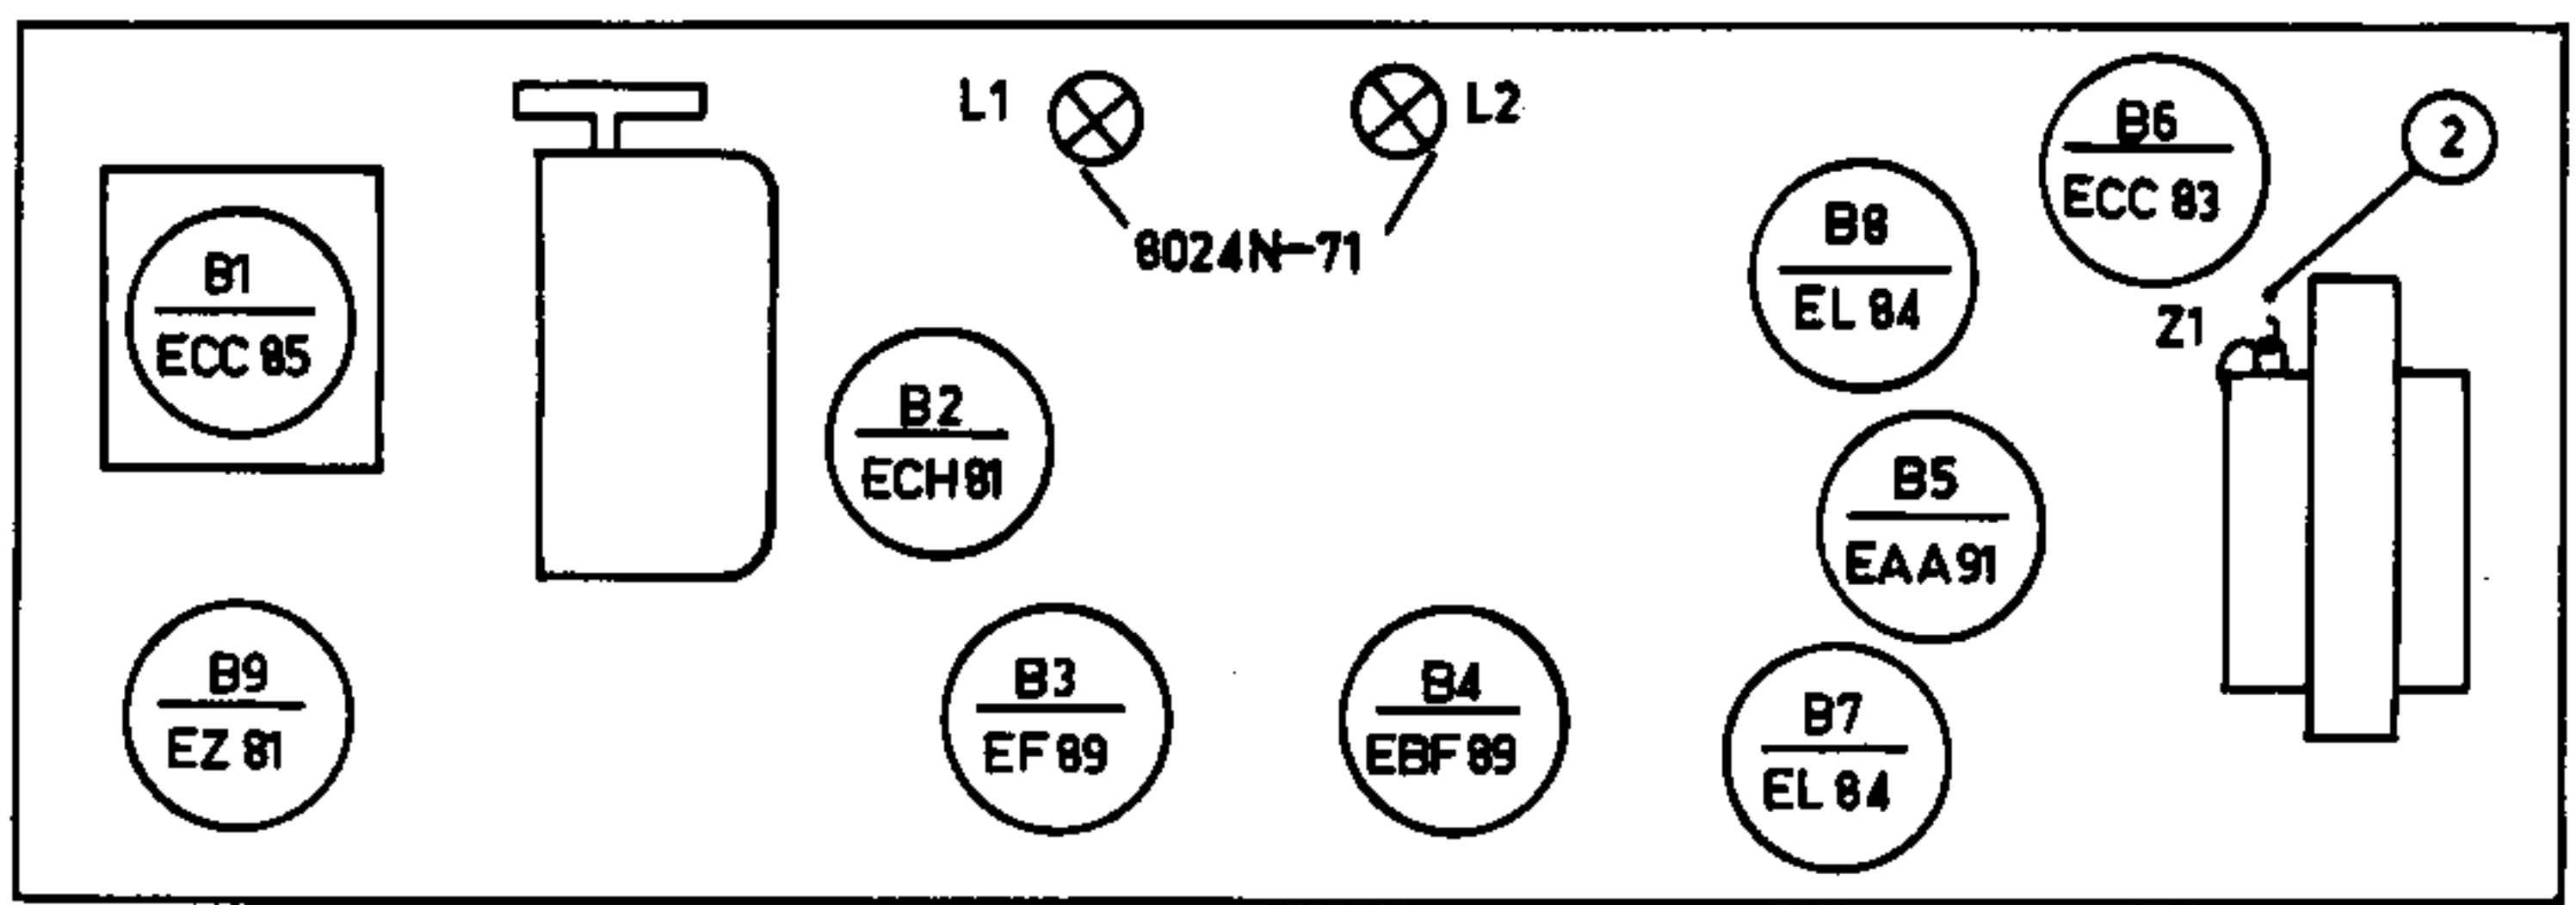 L1
L2
8024N-71
B6
ECC 83
2
B8
EL 84
B1
ECC 85
Z1
B2
ECH 81
B5
EAA 91
B9
EZ 81
B3
EF 89
B4
EBF 89
B7
EL 84